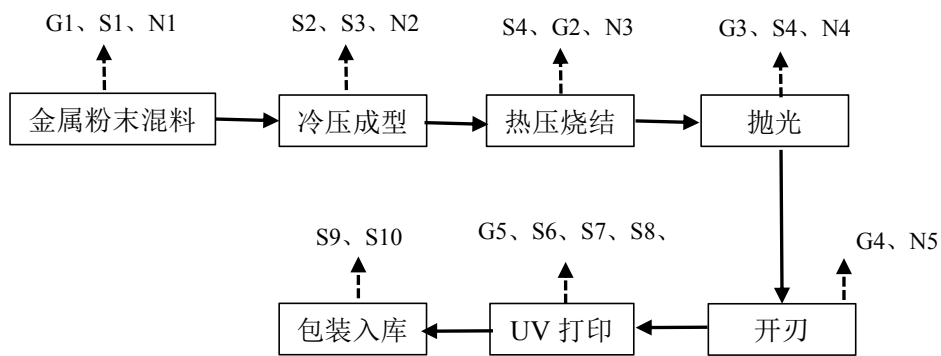 G1、S1、N1
S2、S3、N2
S4、G2、N3
G3、S4、N4
金属粉末混料
冷压成型
热压烧结
抛光
S9、S10
G5、S6、S7、S8、
G4、N5
包装入库
UV 打印
开刃